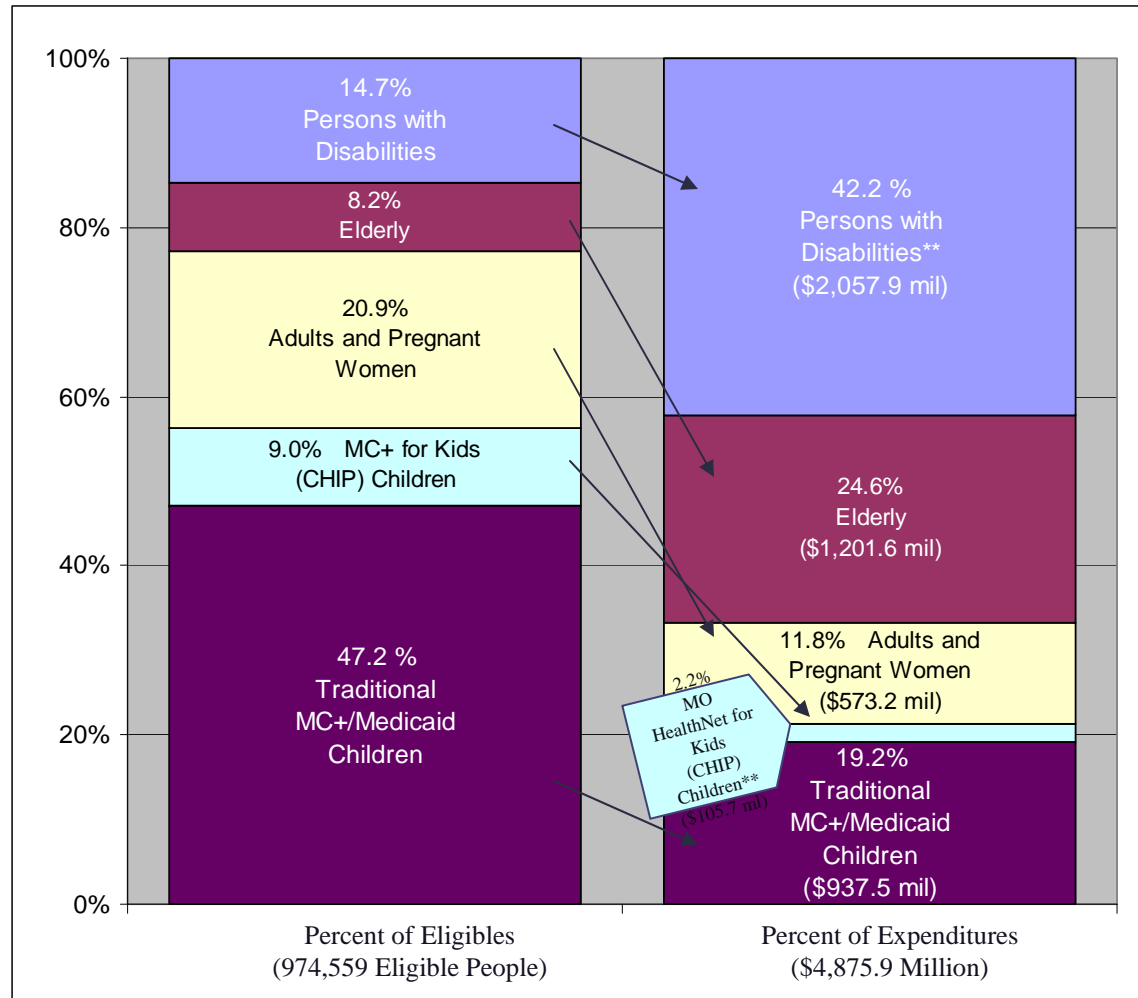 100%
80%
60%
40%
20%
0%
14.7%
Persons with
Disabilities
8.2%
Elderly
20.9%
Adults and Pregnant
Women
9.0% MC+ for Kids
(CHIP) Children
47.2 %
Traditional
MC+/Medicaid
Children
42.2 %
Persons with
Disabilities**
($2,057.9 mil)
24.6%
Elderly
($1,201.6 mil)
11.8% Adults and
Pregnant Women
($573.2 mil)
2.2%
MO
HealthNet for
Kids
(CHIP)
Children**
($105.7 ml)
19.2%
Traditional
MC+/Medicaid
Children
($937.5 mil)
Percent of Eligibles
(974,559 Eligible People)
Percent of Expenditures
($4,875.9 Million)